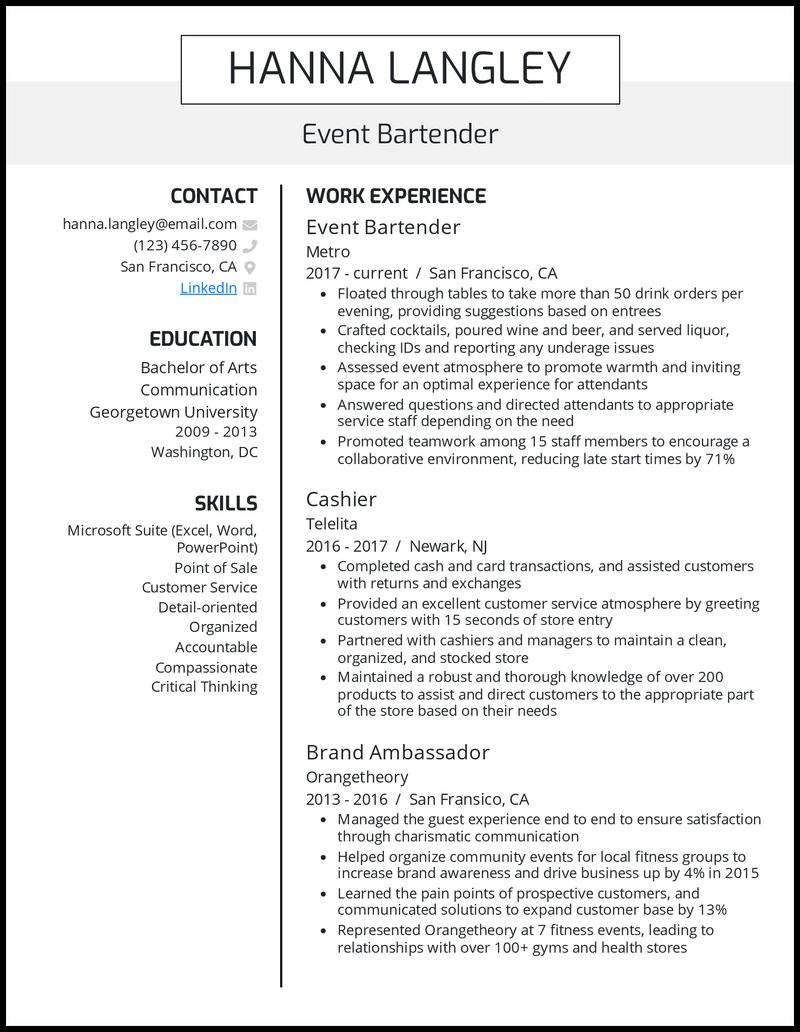 HANNA LANGLEY
Event Bartender
CONTACT
hanna.langley@email.com
(123) 456-7890
San Francisco, CA
LinkedIn
EDUCATION
Bachelor of Arts
Communication
Georgetown University
2009 - 2013
Washington, DC
SKILLS
Microsoft Suite (Excel, Word,
PowerPoint)
Point of Sale
Customer Service
Detail-oriented
Organized
Accountable
Compassionate
Critical Thinking
WORK EXPERIENCE
Event Bartender
Metro
2017 - current / San Francisco, CA
• Floated through tables to take more than 50 drink orders per
evening, providing suggestions based on entrees
• Crafted cocktails, poured wine and beer, and served liquor,
checking IDs and reporting any underage issues
• Assessed event atmosphere to promote warmth and inviting
space for an optimal experience for attendants
• Answered questions and directed attendants to appropriate
service staff depending on the need
• Promoted teamwork among 15 staff members to encourage a
collaborative environment, reducing late start times by 71%
Cashier
Telelita
2016 - 2017 / Newark, NJ
• Completed cash and card transactions, and assisted customers
with returns and exchanges
• Provided an excellent customer service atmosphere by greeting
customers with 15 seconds of store entry
• Partnered with cashiers and managers to maintain a clean,
organized, and stocked store
• Maintained a robust and thorough knowledge of over 200
products to assist and direct customers to the appropriate part
of the store based on their needs
Brand Ambassador
Orangetheory
2013 - 2016 / San Fransico, CA
• Managed the guest experience end to end to ensure satisfaction
through charismatic communication
• Helped organize community events for local fitness groups to
increase brand awareness and drive business up by 4% in 2015
• Learned the pain points of prospective customers, and
communicated solutions to expand customer base by 13%
• Represented Orangetheory at 7 fitness events, leading to
relationships with over 100+ gyms and health stores